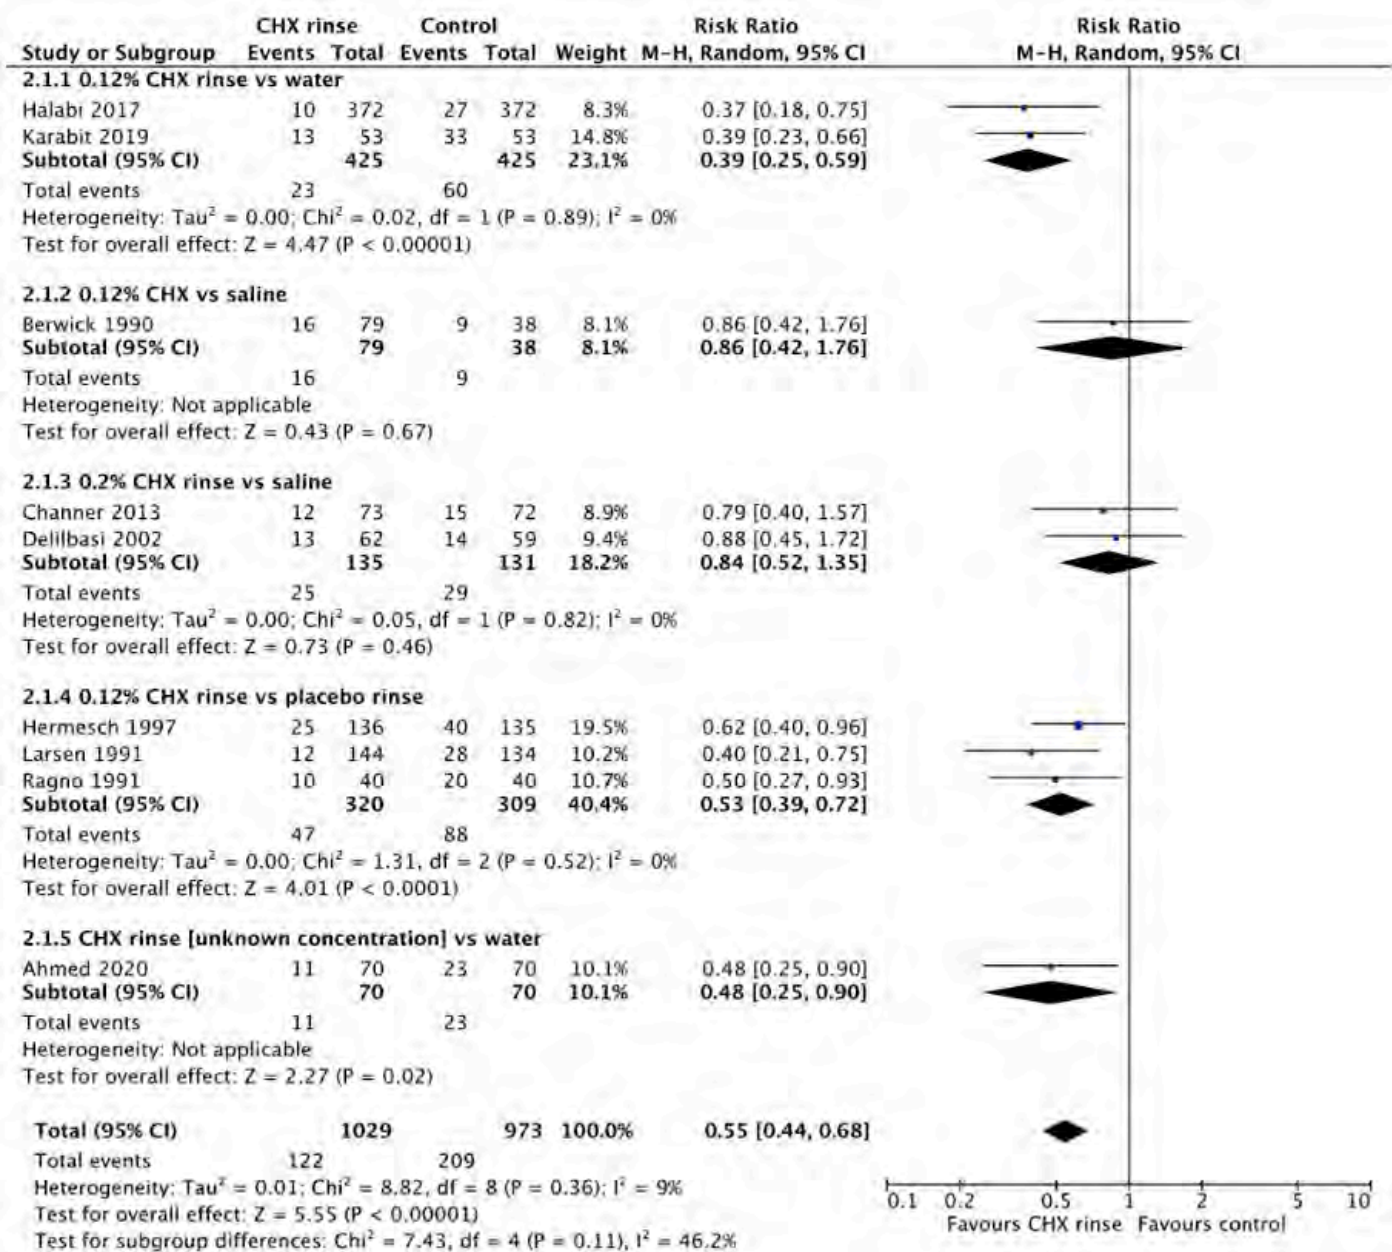 CHX rinse Control Risk Ratio Risk Ratio
Study or Subgroup Events Total Events Total Weight M-H, Random, 95% CI M-H, Random, 95% CI
2.1.1 0.12% CHX rinse vs water
Halabi 2017 10 372 27 372 8.3% 0.37 [0.18, 0.75]
Karabit 2019 13 53 33 53 14.8% 0.39 [0.23, 0.66]
Subtotal (95% CI) 425 425 23.1% 0.39 [0.25, 0.59]
Total events 23 60
Heterogeneity: Tau² = 0.00; Chi² = 0.02, df = 1 (P = 0.89); I² = 0%
Test for overall effect: Z = 4.47 (P < 0.00001)
2.1.2 0.12% CHX vs saline
Berwick 1990 16 79 9 38 8.1% 0.86 [0.42, 1.76]
Subtotal (95% CI) 79 38 8.1% 0.86 [0.42, 1.76]
Total events 16 9
Heterogeneity: Not applicable
Test for overall effect: Z = 0.43 (P = 0.67)
2.1.3 0.2% CHX rinse vs saline
Channer 2013 12 73 15 72 8.9% 0.79 [0.40, 1.57]
Delilbasi 2002 13 62 14 59 9.4% 0.88 [0.45, 1.72]
Subtotal (95% CI) 135 131 18.2% 0.84 [0.52, 1.35]
Total events 25 29
Heterogeneity: Tau² = 0.00; Chi² = 0.05, df = 1 (P = 0.82); I² = 0%
Test for overall effect: Z = 0.73 (P = 0.46)
2.1.4 0.12% CHX rinse vs placebo rinse
Hermesch 1997 25 136 40 135 19.5% 0.62 [0.40, 0.96]
Larsen 1991 12 144 28 134 10.2% 0.40 [0.21, 0.75]
Ragno 1991 10 40 20 40 10.7% 0.50 [0.27, 0.93]
Subtotal (95% CI) 320 309 40.4% 0.53 [0.39, 0.72]
Total events 47 88
Heterogeneity: Tau² = 0.00; Chi² = 1.31, df = 2 (P = 0.52); I² = 0%
Test for overall effect: Z = 4.01 (P < 0.0001)
2.1.5 CHX rinse [unknown concentration] vs water
Ahmed 2020 11 70 23 70 10.1% 0.48 [0.25, 0.90]
Subtotal (95% CI) 70 70 10.1% 0.48 [0.25, 0.90]
Total events 11 23
Heterogeneity: Not applicable
Test for overall effect: Z = 2.27 (P = 0.02)
Total (95% CI) 1029 973 100.0% 0.55 [0.44, 0.68]
Total events 122 209
Heterogeneity: Tau² = 0.01; Chi² = 8.82, df = 8 (P = 0.36); I² = 9%
Test for overall effect: Z = 5.55 (P < 0.00001)
Test for subgroup differences: Chi² = 7.43, df = 4 (P = 0.11), I² = 46.2%
0.1 0.2 0.5 1 2 5 10
Favours CHX rinse Favours control